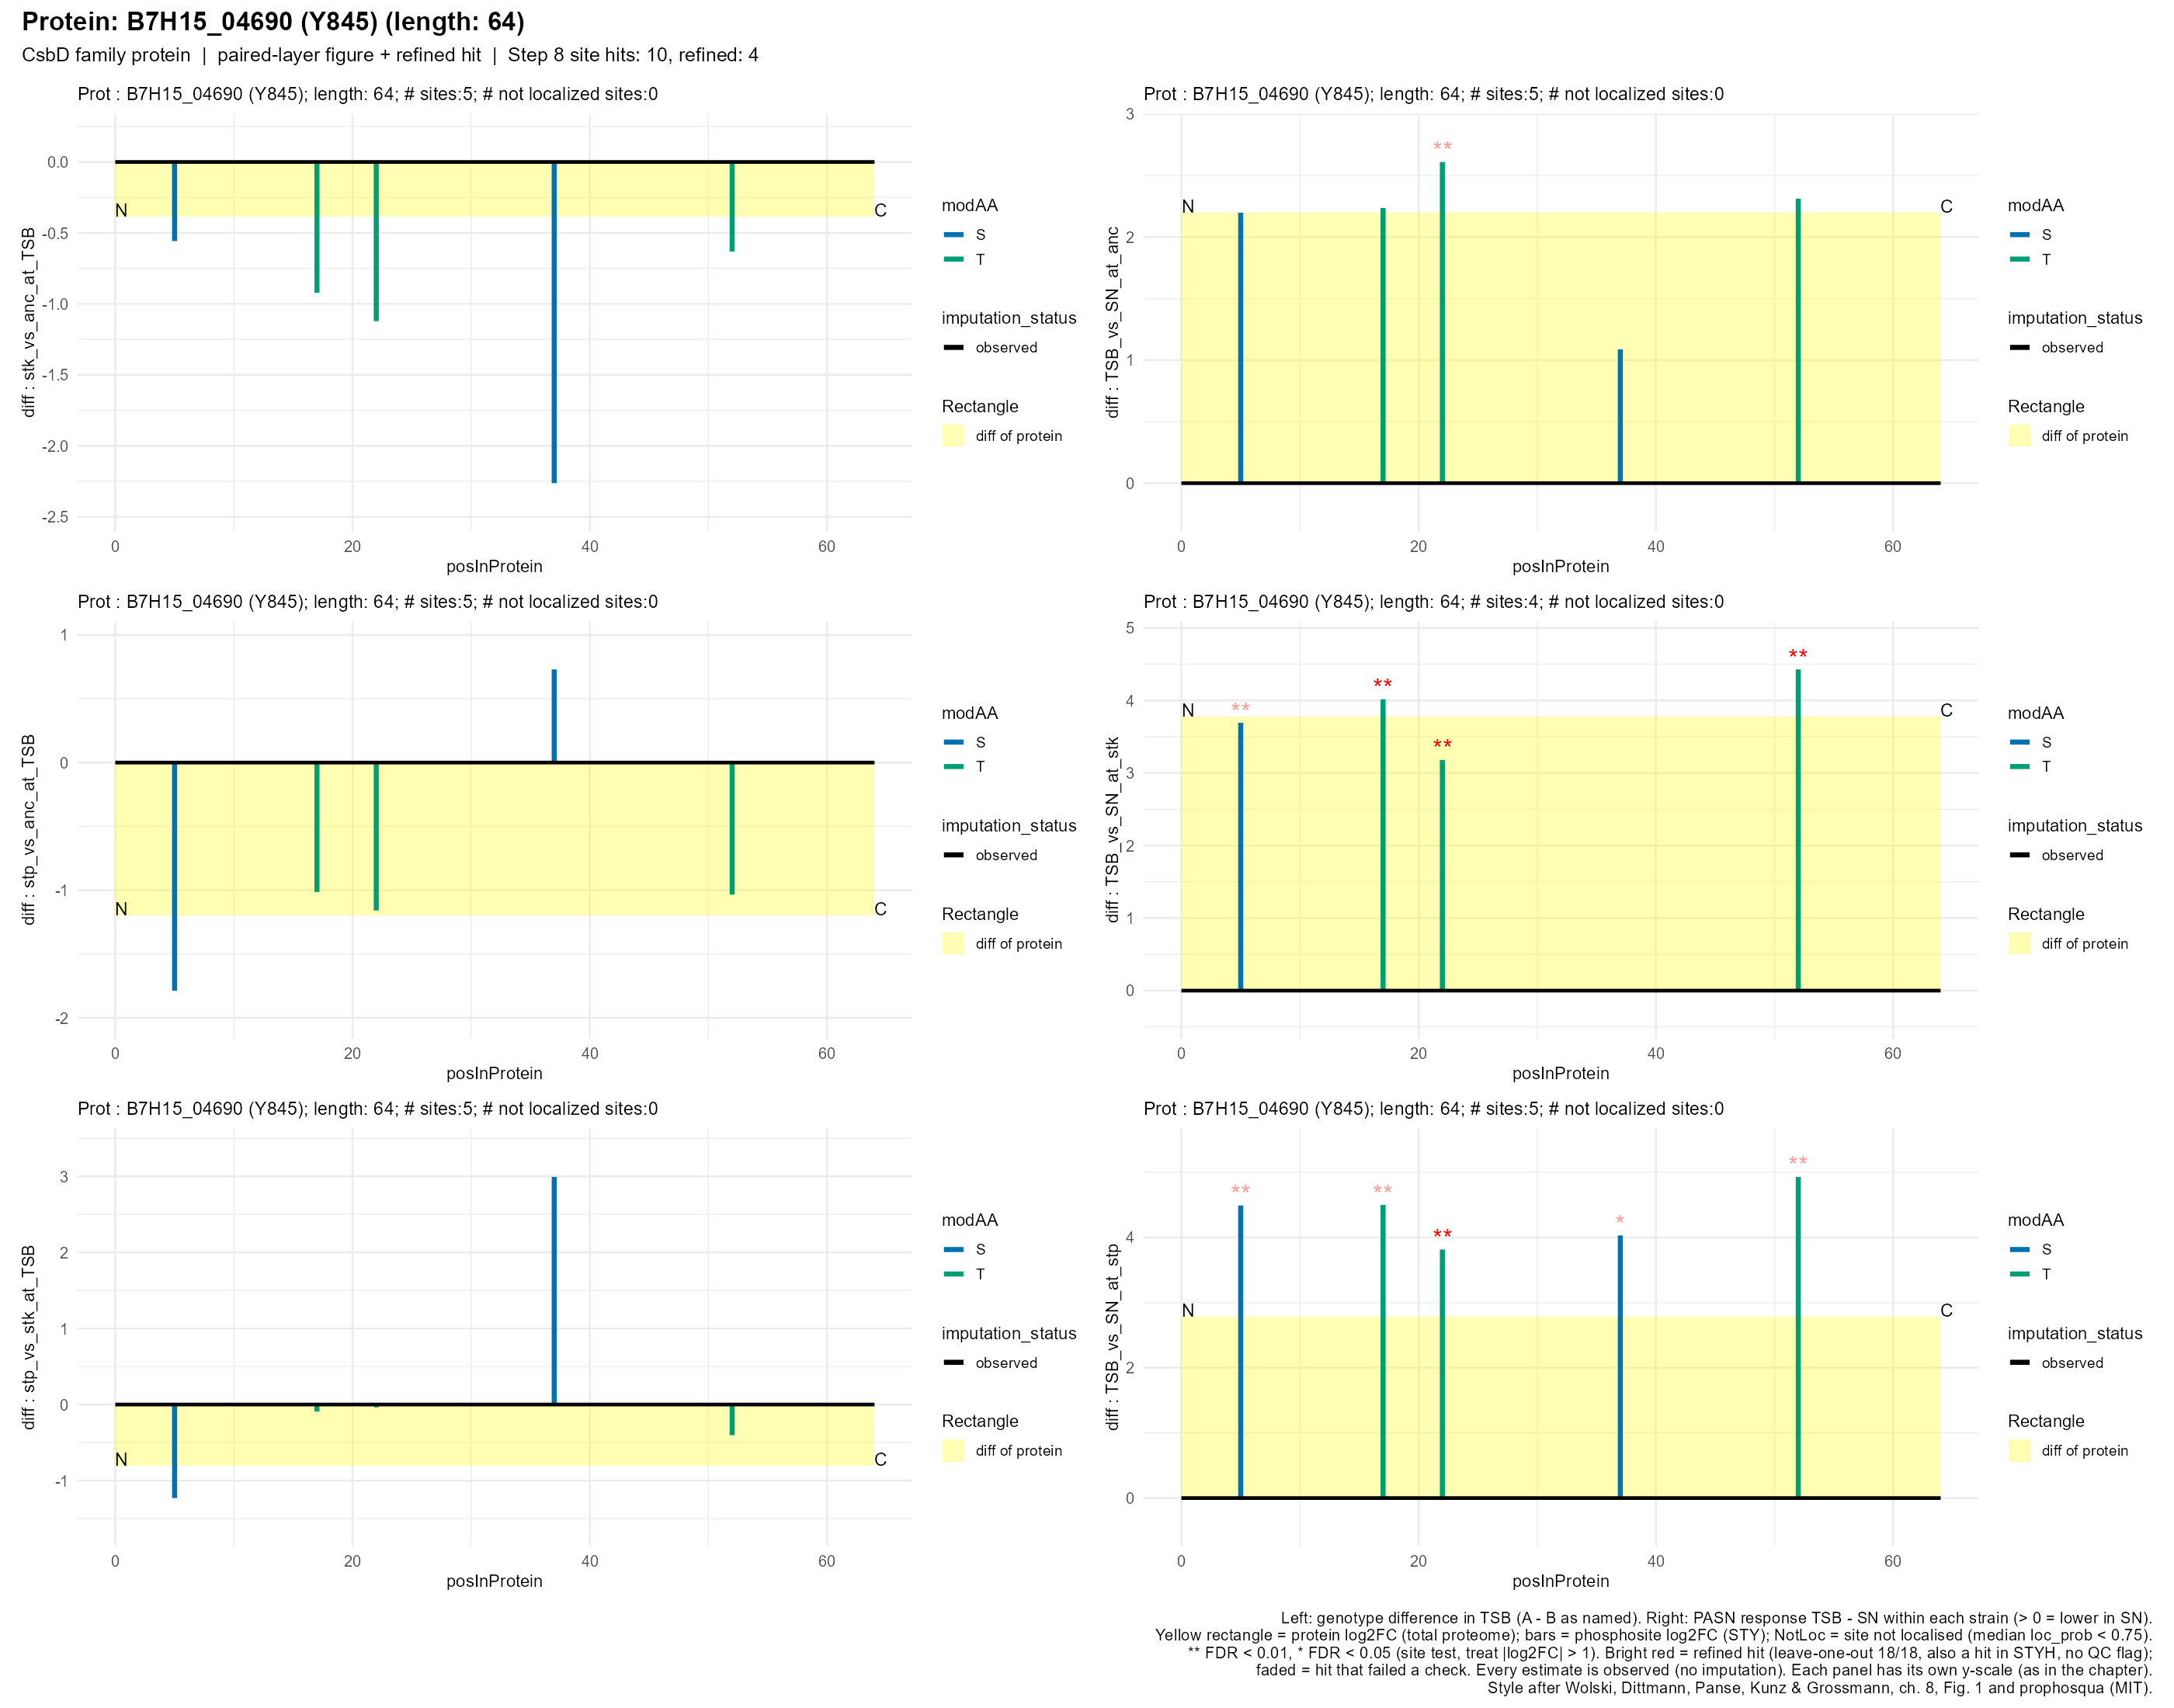 Protein: B7H15_04690 (Y845) (length: 64)
CsbD family protein | paired-layer figure + refined hit | Step 8 site hits: 10, refined: 4
Prot : B7H15_04690 (Y845); length: 64; # sites:5; # not localized sites:0
diff : stk_vs_anc_at_TSB
0.0
-0.5
-1.0
-1.5
-2.0
-2.5
N
C
0
20
40
60
posInProtein
modAA
S
T
imputation_status
observed
Rectangle
diff of protein
Prot : B7H15_04690 (Y845); length: 64; # sites:5; # not localized sites:0
diff : TSB_vs_SN_at_anc
3
2
1
0
**
N
C
0
20
40
60
posInProtein
modAA
S
T
imputation_status
observed
Rectangle
diff of protein
Prot : B7H15_04690 (Y845); length: 64; # sites:5; # not localized sites:0
diff : stp_vs_anc_at_TSB
1
0
-1
-2
N
C
0
20
40
60
posInProtein
modAA
S
T
imputation_status
observed
Rectangle
diff of protein
Prot : B7H15_04690 (Y845); length: 64; # sites:4; # not localized sites:0
diff : TSB_vs_SN_at_stk
5
4
3
2
1
0
**
**
**
**
N
C
0
20
40
60
posInProtein
modAA
S
T
imputation_status
observed
Rectangle
diff of protein
Prot : B7H15_04690 (Y845); length: 64; # sites:5; # not localized sites:0
diff : stp_vs_stk_at_TSB
3
2
1
0
-1
N
C
0
20
40
60
posInProtein
modAA
S
T
imputation_status
observed
Rectangle
diff of protein
Prot : B7H15_04690 (Y845); length: 64; # sites:5; # not localized sites:0
diff : TSB_vs_SN_at_stp
4
2
0
**
**
**
*
**
N
C
0
20
40
60
posInProtein
modAA
S
T
imputation_status
observed
Rectangle
diff of protein
Left: genotype difference in TSB (A - B as named). Right: PASN response TSB - SN within each strain (> 0 = lower in SN).
Yellow rectangle = protein log2FC (total proteome); bars = phosphosite log2FC (STY); NotLoc = site not localised (median loc_prob < 0.75).
** FDR < 0.01, * FDR < 0.05 (site test, treat |log2FC| > 1). Bright red = refined hit (leave-one-out 18/18, also a hit in STYH, no QC flag);
faded = hit that failed a check. Every estimate is observed (no imputation). Each panel has its own y-scale (as in the chapter).
Style after Wolski, Dittmann, Panse, Kunz & Grossmann, ch. 8, Fig. 1 and prophosqua (MIT).